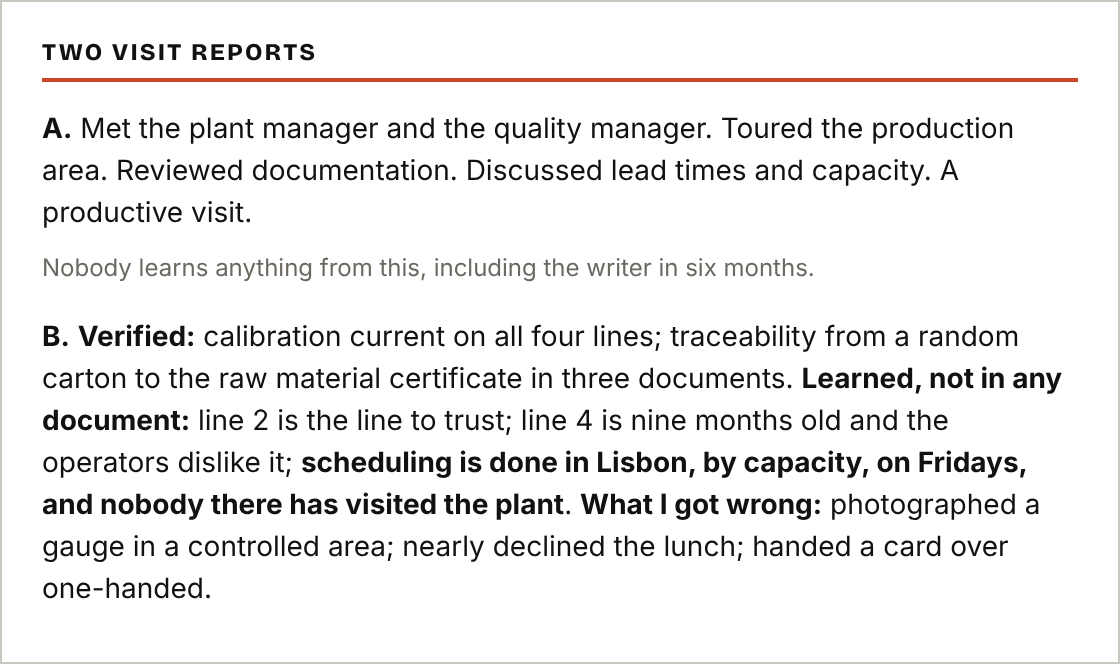 TWO VISIT REPORTS
A. Met the plant manager and the quality manager. Toured the production
area. Reviewed documentation. Discussed lead times and capacity. A
productive visit.
Nobody learns anything from this, including the writer in six months.
B. Verified: calibration current on all four lines; traceability from a random
carton to the raw material certificate in three documents. Learned, not in any
document: line 2 is the line to trust; line 4 is nine months old and the
operators dislike it; scheduling is done in Lisbon, by capacity, on Fridays,
and nobody there has visited the plant. What I got wrong: photographed a
gauge in a controlled area; nearly declined the lunch; handed a card over
one-handed.